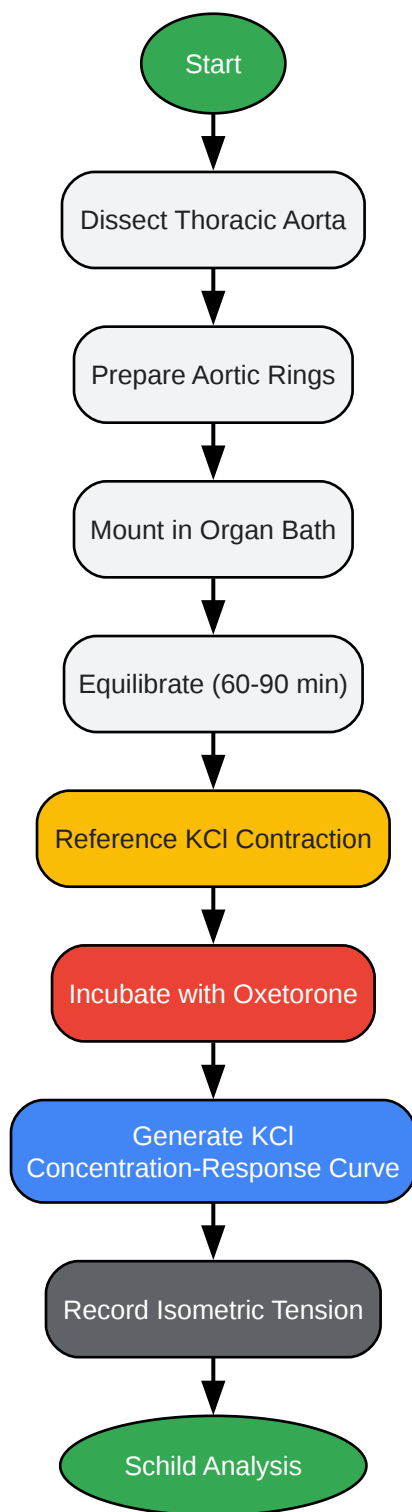 Start
Dissect Thoracic Aorta
Prepare Aortic Rings
Mount in Organ Bath
Equilibrate (60-90 min)
Reference KCl Contraction
Incubate with Oxetorone
Generate KCl
Concentration-Response Curve
Record Isometric Tension
Schild Analysis